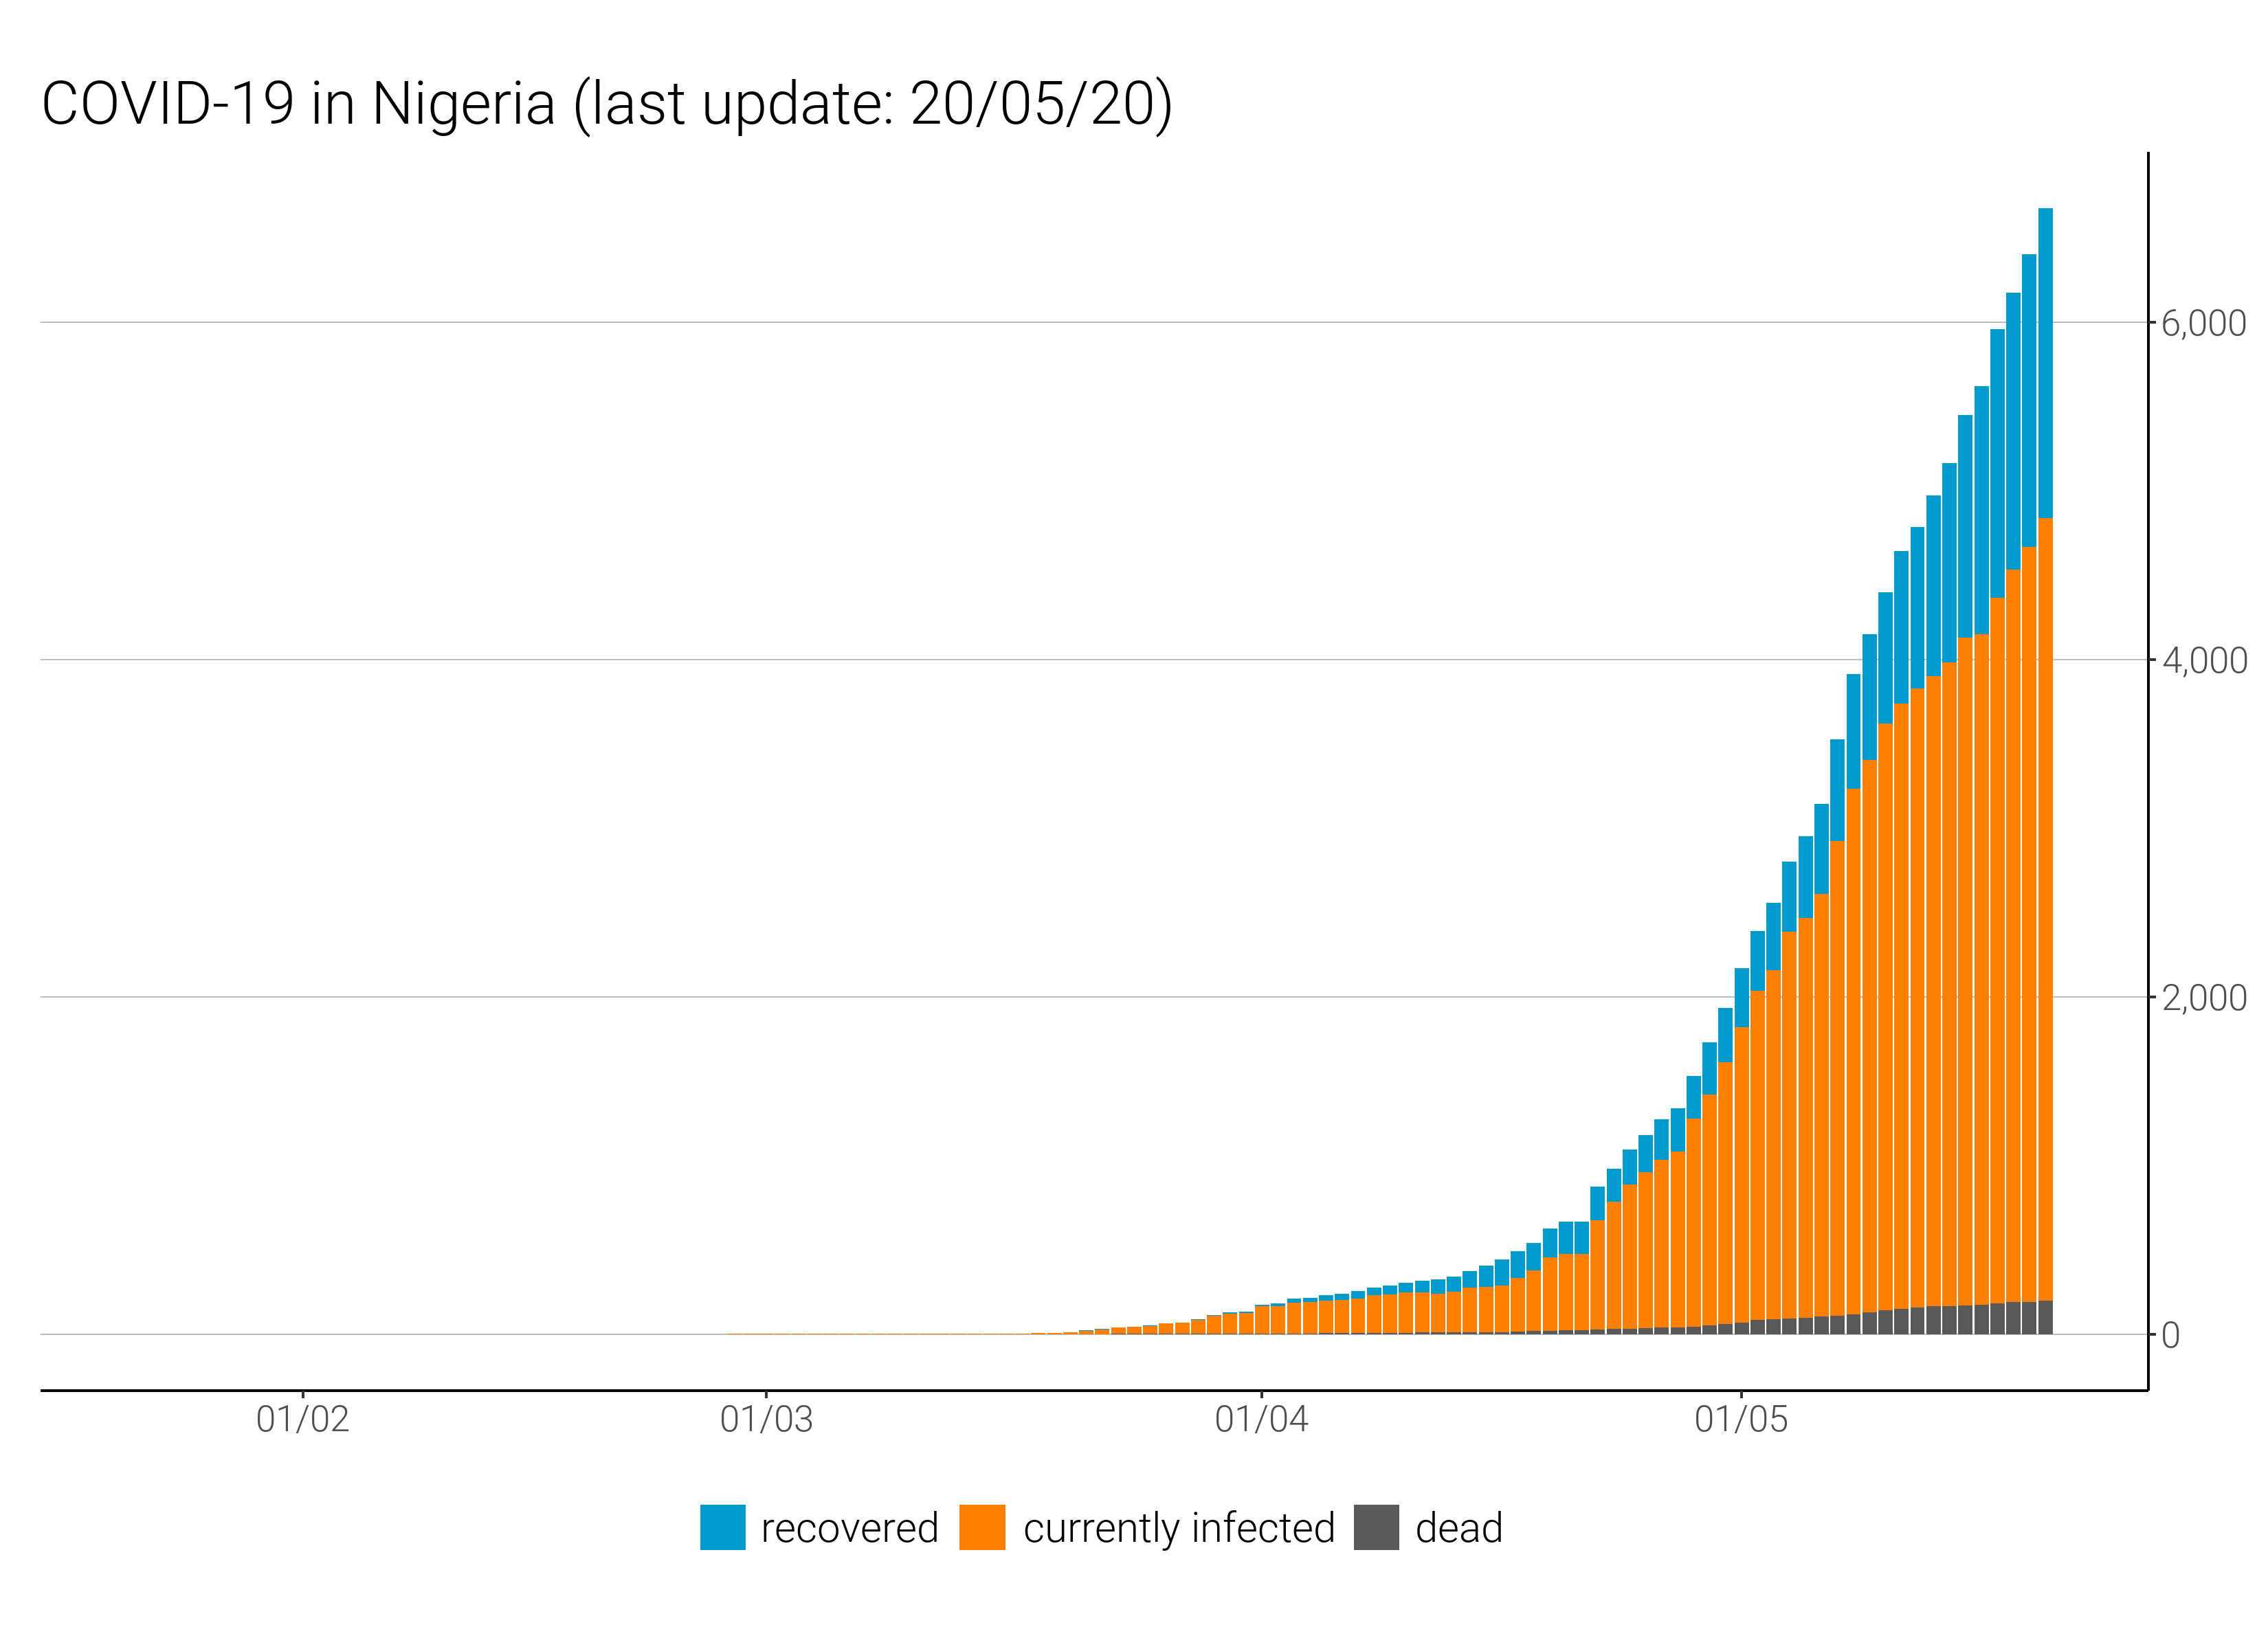 COVID-19 in Nigeria (last update: 20/05/20)
6,000
4,000
2,000
0
01/02 01/03 01/04 01/05
recovered currently infected dead